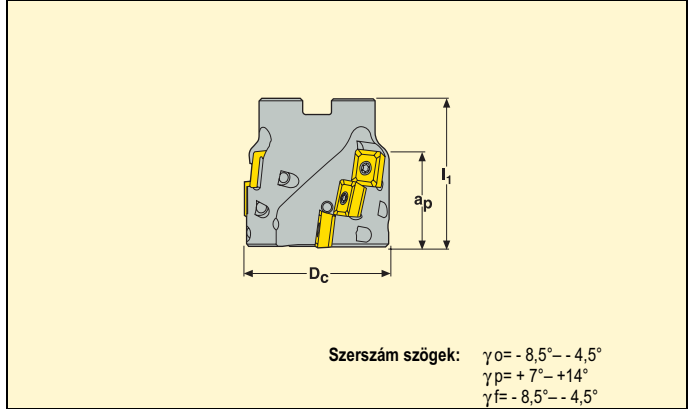 l1
ap
Dc
Szerszám szögek: γo= - 8,5°– - 4,5°
γp= + 7°– +14°
γf= - 8,5°– - 4,5°